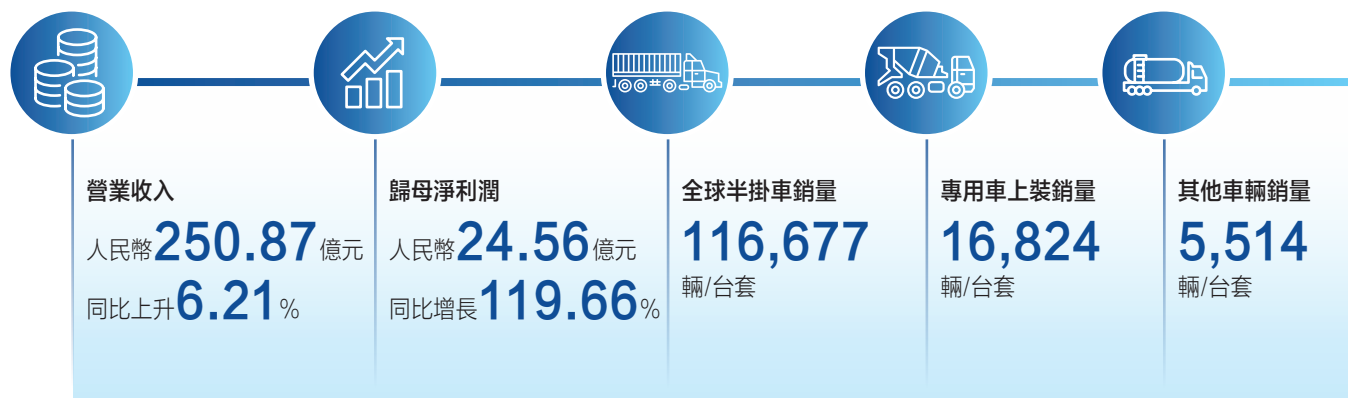 營業收入
人民幣250.87億元
同比上升6.21%
歸母淨利潤
人民幣24.56億元
同比增長119.66%
全球半掛車銷量
116,677
輛/台套
專用車上裝銷量
16,824
輛/台套
其他車輛銷量
5,514
輛/台套